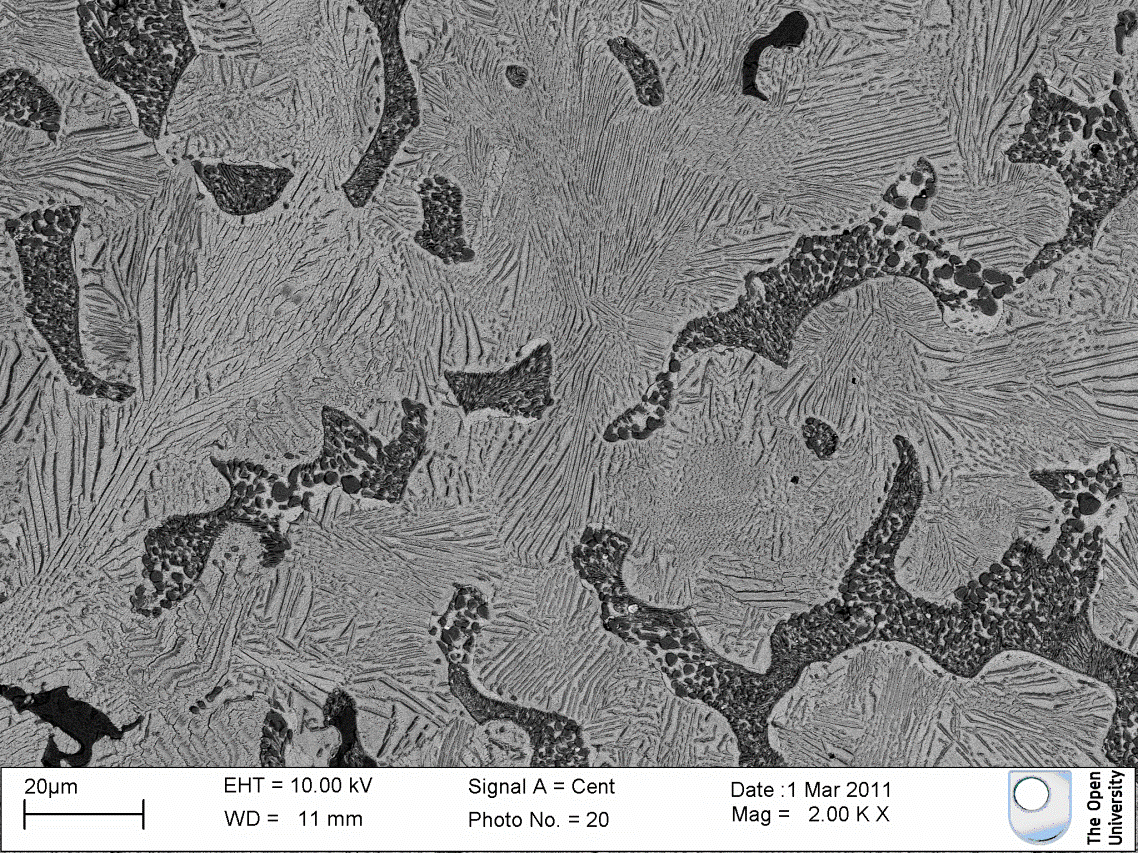 20µm
EHT = 10.00 kV
Signal A = Cent
Date :1 Mar 2011
WD = 11 mm
Photo No. = 20
Mag = 2.00 K X
The Open
University